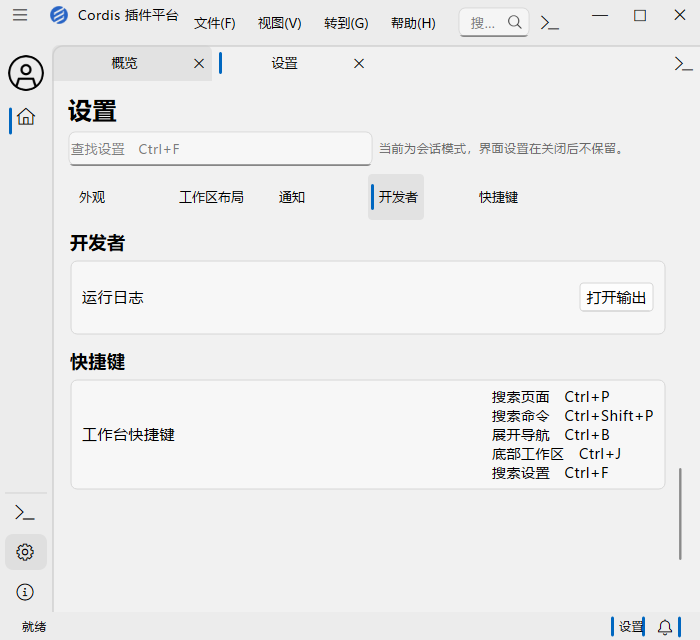 Cordis 插件平台 文件(F) 视图(V) 转到(G) 帮助(H) 搜...
概览 设置
设置
查找设置 Ctrl+F 当前为会话模式，界面设置在关闭后不保留。
外观 工作区布局 通知 开发者 快捷键
开发者
运行日志 打开输出
快捷键
工作台快捷键
搜索页面 Ctrl+P
搜索命令 Ctrl+Shift+P
展开导航 Ctrl+B
底部工作区 Ctrl+J
搜索设置 Ctrl+F
就绪 设置